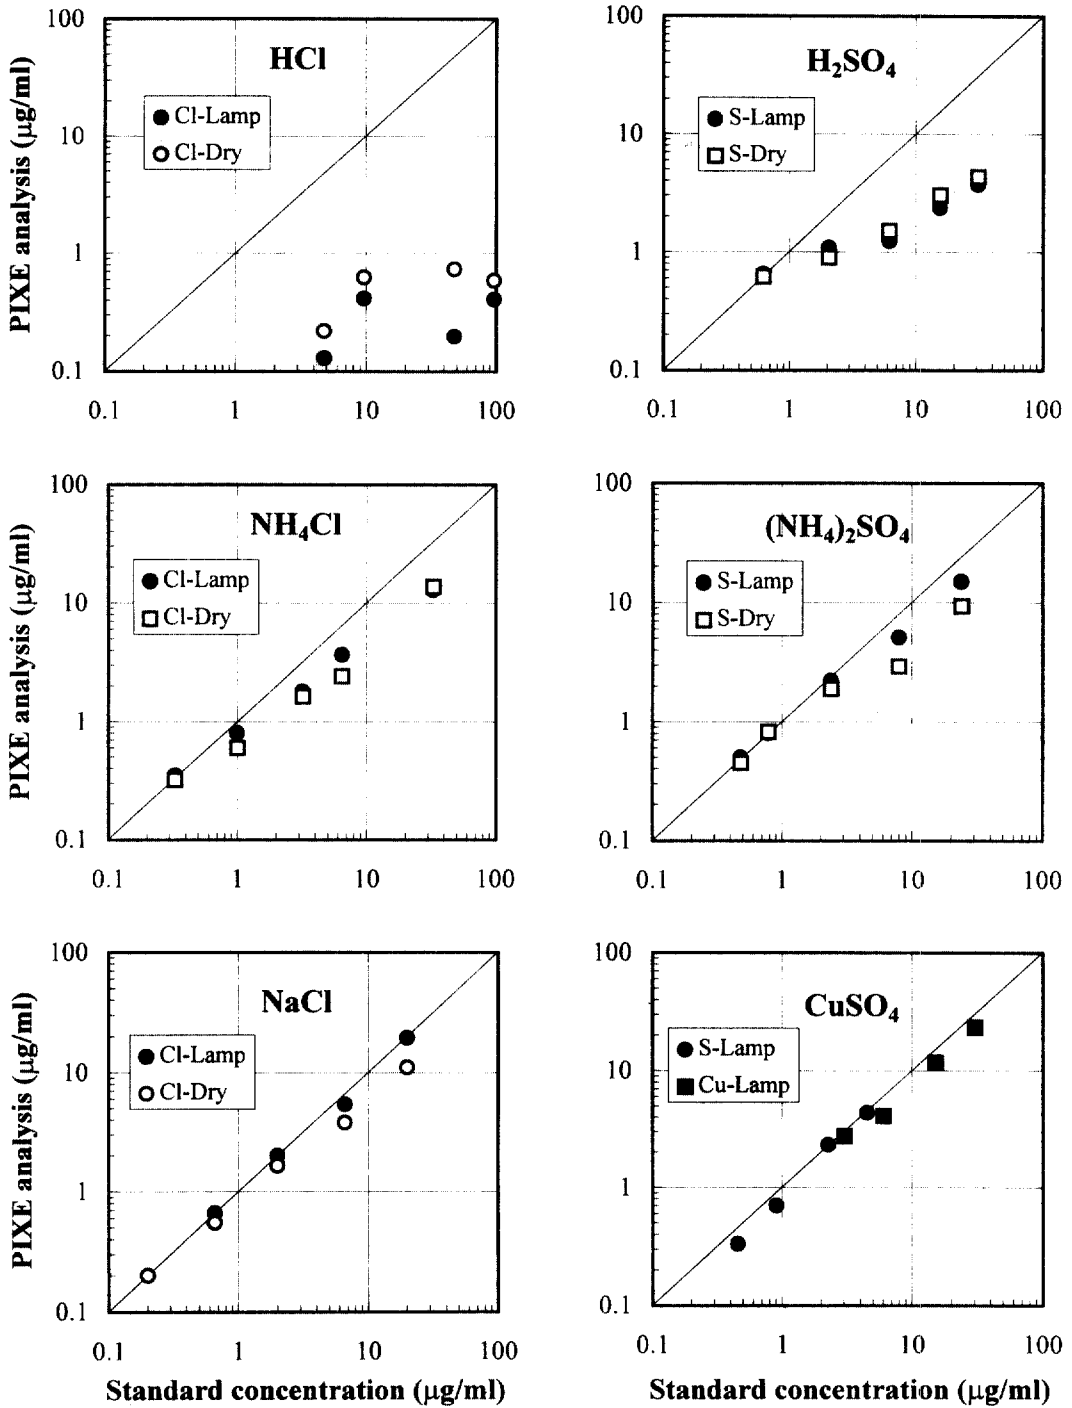 100
10
1
0.1
PIXE analysis (μg/ml)
HCl
Cl-Lamp
Cl-Dry
0.1
1
10
100
100
10
1
0.1
H₂SO₄
S-Lamp
S-Dry
0.1
1
10
100
100
10
1
0.1
PIXE analysis (μg/ml)
NH₄Cl
Cl-Lamp
Cl-Dry
0.1
1
10
100
100
10
1
0.1
(NH₄)₂SO₄
S-Lamp
S-Dry
0.1
1
10
100
100
10
1
0.1
PIXE analysis (μg/ml)
NaCl
Cl-Lamp
Cl-Dry
0.1
1
10
100
Standard concentration (μg/ml)
100
10
1
0.1
CuSO₄
S-Lamp
Cu-Lamp
0.1
1
10
100
Standard concentration (μg/ml)